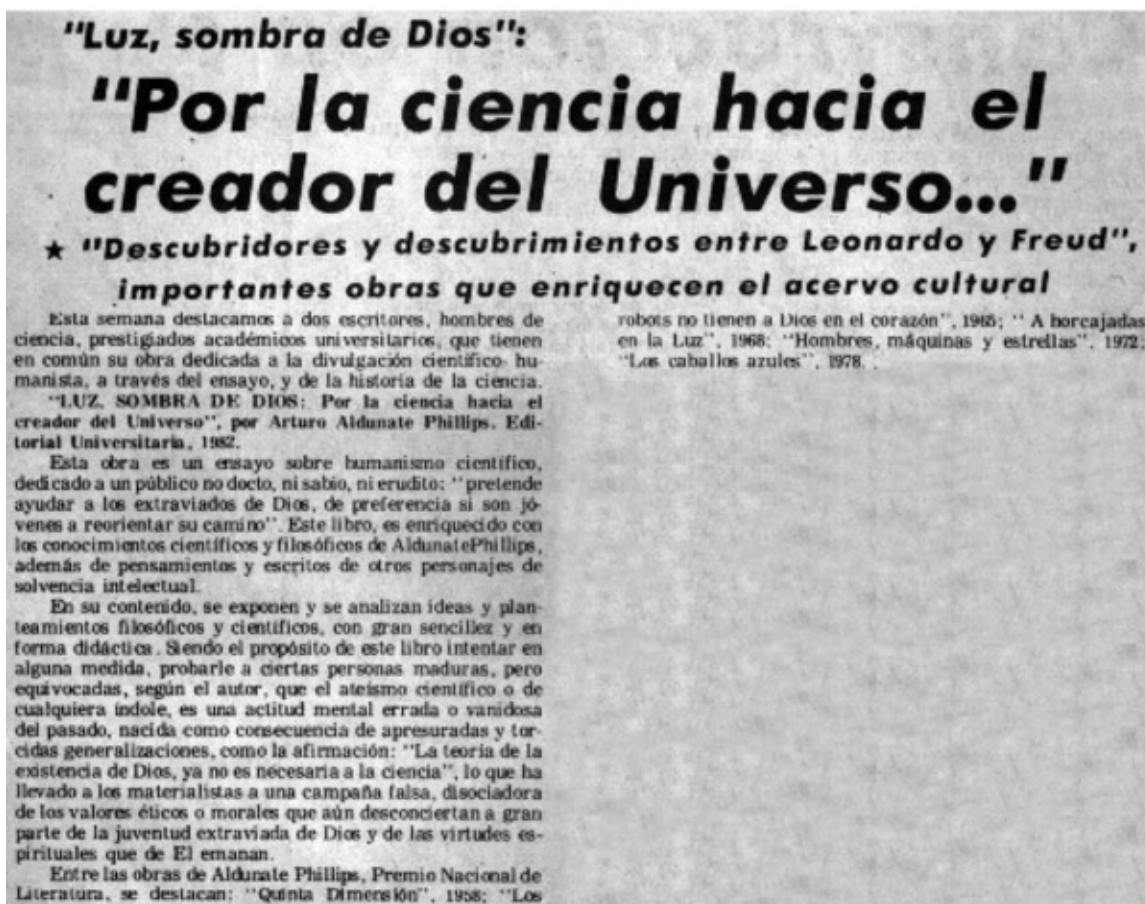 "Luz, sombra de Dios":
"Por la ciencia hacia el
creador del Universo..."
★ "Descubridores y descubrimientos entre Leonardo y Freud",
importantes obras que enriquecen el acervo cultural
Esta semana destacamos a dos escritores, hombres de
ciencia, prestigiados académicos universitarios, que tienen
en común su obra dedicada a la divulgación científico hu-
manista, a través del ensayo, y de la historia de la ciencia.
"LUZ, SOMBRA DE DIOS: Por la ciencia hacia el
creador del Universo", por Arturo Aldunate Phillips. Edi-
torial Universitaria, 1982.
Esta obra es un ensayo sobre humanismo científico,
dedicado a un público no docto, ni sabio, ni erudito: "pretende
ayudar a los extraviados de Dios, de preferencia si son jó-
venes a reorientar su camino". Este libro, es enriquecido con
los conocimientos científicos y filosóficos de AldunatePhillips,
además de pensamientos y escritos de otros personajes de
solvencia intelectual.
En su contenido, se exponen y se analizan ideas y plan-
teamientos filosóficos y científicos, con gran sencillez y en
forma didáctica. Siendo el propósito de este libro intentar en
alguna medida, probarle a ciertas personas maduras, pero
equivocadas, según el autor, que el ateísmo científico o de
cualquiera índole, es una actitud mental errada o vanidosa
del pasado, nacida como consecuencia de apresuradas y tor-
cidas generalizaciones, como la afirmación: "La teoría de la
existencia de Dios, ya no es necesaria a la ciencia", lo que ha
llevado a los materialistas a una campaña falsa, disociadora
de los valores éticos o morales que aún desconciertan a gran
parte de la juventud extraviada de Dios y de las virtudes es-
pirituales que de El emanan.
Entre las obras de Aldunate Phillips, Premio Nacional de
Literatura, se destacan: "Quinta Dimensión", 1958; "Los
robots no tienen a Dios en el corazón", 1965; "A horcajadas
en la Luz", 1968; "Hombres, máquinas y estrellas", 1972;
"Los caballos azules", 1978. .